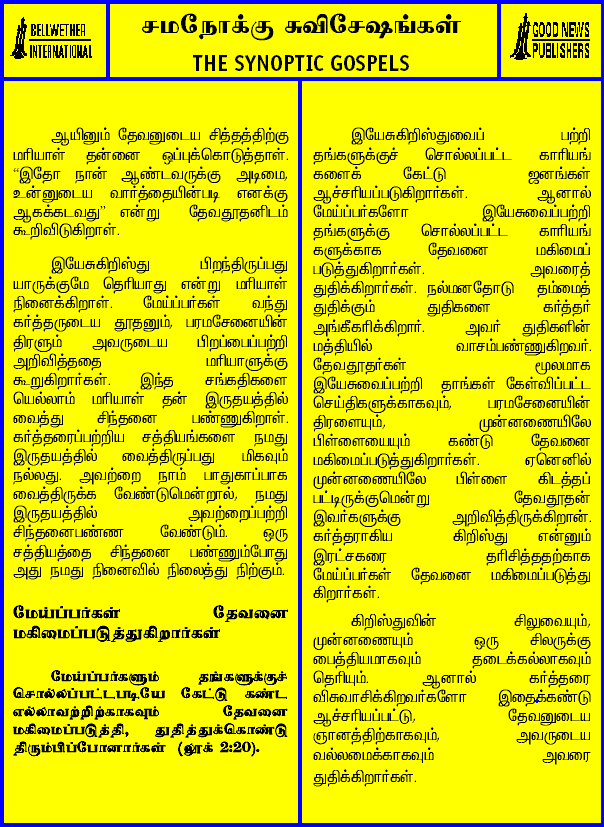 BELLWETHER
INTERNATIONAL
சமநோக்கு சுவிசேஷங்கள்
THE SYNOPTIC GOSPELS
GOOD NEWS
PUBLISHERS
ஆயினும் தேவனுடைய சித்தத்திற்கு
மரியாள் தன்னை ஒப்புக்கொடுத்தாள்.
“இதோ நான் ஆண்டவருக்கு அடிமை,
உன்னுடைய வார்த்தையின்படி எனக்கு
ஆகக்கடவது” என்று தேவதூதனிடம்
கூறிவிடுகிறாள்.
இயேசுகிறிஸ்து பிறந்திருப்பது
யாருக்குமே தெரியாது என்று மரியாள்
நினைக்கிறாள். மேய்ப்பர்கள் வந்து
கர்த்தருடைய தூதனும், பரமசேனையின்
திரளும் அவருடைய பிறப்பைப்பற்றி
அறிவித்ததை மரியாளுக்கு
கூறுகிறார்கள். இந்த சங்கதிகளை
யெல்லாம் மரியாள் தன் இருதயத்தில்
வைத்து சிந்தனை பண்ணுகிறாள்.
கர்த்தரைப்பற்றிய சத்தியங்களை நமது
இருதயத்தில் வைத்திருப்பது மிகவும்
நல்லது. அவற்றை நாம் பாதுகாப்பாக
வைத்திருக்க வேண்டுமென்றால், நமது
இருதயத்தில் அவற்றைப்பற்றி
சிந்தனைபண்ண வேண்டும். ஒரு
சத்தியத்தை சிந்தனை பண்ணும்போது
அது நமது நினைவில் நிலைத்து நிற்கும்.
மேய்ப்பர்கள் தேவனை
மகிமைப்படுத்துகிறார்கள்
மேய்ப்பர்களும் தங்களுக்குச்
சொல்லப்பட்டபடியே கேட்டு கண்ட
எல்லாவற்றிற்காகவும் தேவனை
மகிமைப்படுத்தி, துதித்துக்கொண்டு
திரும்பிப்போனார்கள் (லூக் 2:20).
இயேசுகிறிஸ்துவைப் பற்றி
தங்களுக்குச் சொல்லப்பட்ட காரியங்
களைக் கேட்டு ஜனங்கள்
ஆச்சரியப்படுகிறார்கள். ஆனால்
மேய்ப்பர்களோ இயேசுவைப்பற்றி
தங்களுக்கு சொல்லப்பட்ட காரியங்
களுக்காக தேவனை மகிமைப்
படுத்துகிறார்கள். அவரைத்
துதிக்கிறார்கள். நல்மனதோடு தம்மைத்
துதிக்கும் துதிகளை கர்த்தர்
அங்கீகரிக்கிறார். அவர் துதிகளின்
மத்தியில் வாசம்பண்ணுகிறவர்.
தேவதூதர்கள் மூலமாக
இயேசுவைப்பற்றி தாங்கள் கேள்விப்பட்ட
செய்திகளுக்காகவும், பரமசேனையின்
திரளையும், முன்னணையிலே
பிள்ளையையும் கண்டு தேவனை
மகிமைப்படுத்துகிறார்கள். ஏனெனில்
முன்னணையிலே பிள்ளை கிடத்தப்
பட்டிருக்குமென்று தேவதூதன்
இவர்களுக்கு அறிவித்திருக்கிறான்.
கர்த்தராகிய கிறிஸ்து என்னும்
இரட்சகரை தரிசித்ததற்காக
மேய்ப்பர்கள் தேவனை மகிமைப்படுத்து
கிறார்கள்.
கிறிஸ்துவின் சிலுவையும்,
முன்னணையும் ஒரு சிலருக்கு
பைத்தியமாகவும் தடைக்கல்லாகவும்
தெரியும். ஆனால் கர்த்தரை
விசுவாசிக்கிறவர்களோ இதைக்கண்டு
ஆச்சரியப்பட்டு, தேவனுடைய
ஞானத்திற்காகவும், அவருடைய
வல்லமைக்காகவும் அவரை
துதிக்கிறார்கள்.